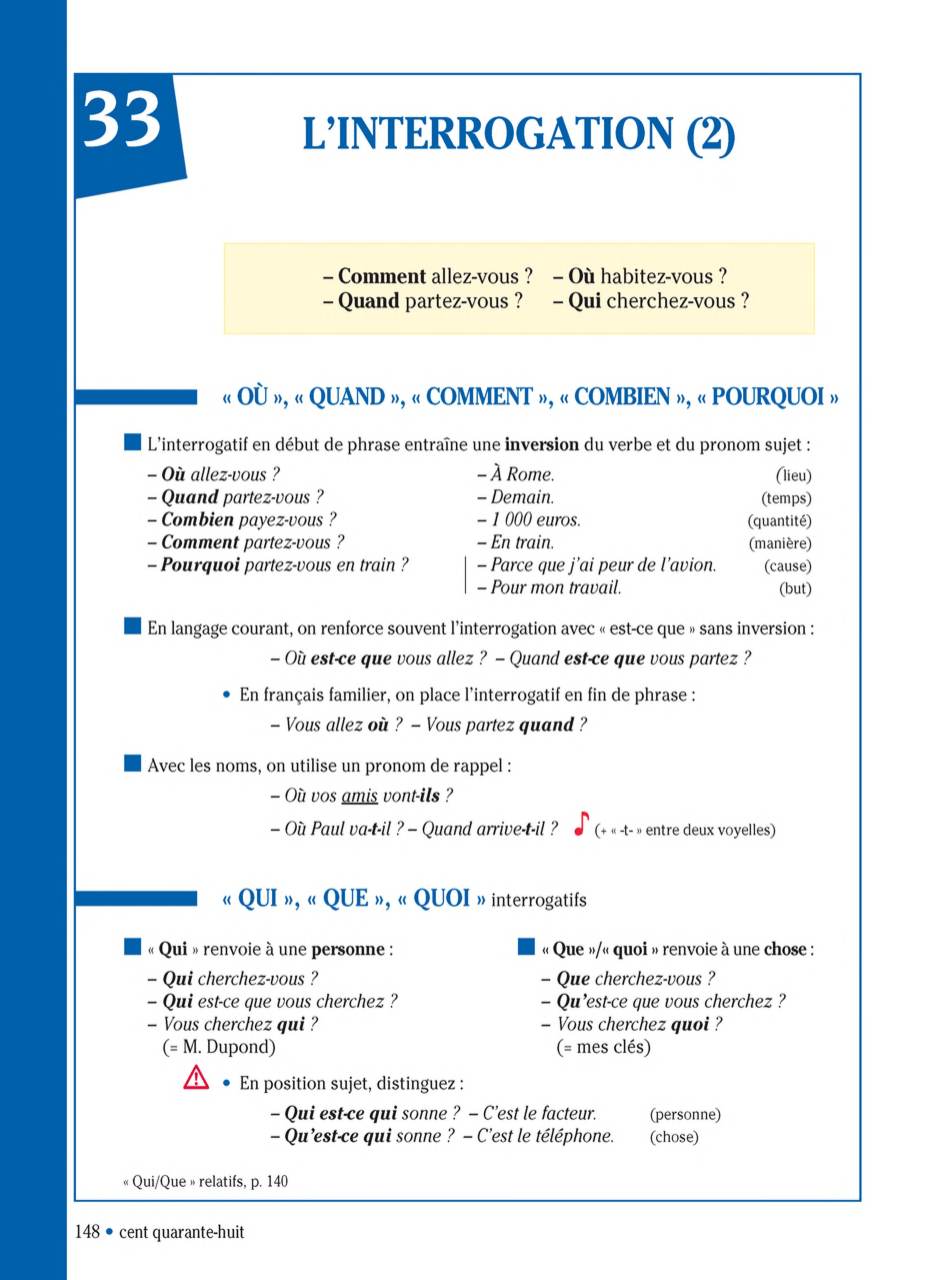 33
L'INTERROGATION (2)
– Comment allez-vous ? – Où habitez-vous ?
– Quand partez-vous ? – Qui cherchez-vous ?
« OÙ », « QUAND », « COMMENT », « COMBIEN », « POURQUOI »
L'interrogatif en début de phrase entraîne une inversion du verbe et du pronom sujet :
– Où allez-vous ? – À Rome. (lieu)
– Quand partez-vous ? – Demain. (temps)
– Combien payez-vous ? – 1 000 euros. (quantité)
– Comment partez-vous ? – En train. (manière)
– Pourquoi partez-vous en train ? – Parce que j'ai peur de l'avion. (cause)
– Pour mon travail. (but)
En langage courant, on renforce souvent l'interrogation avec « est-ce que » sans inversion :
– Où est-ce que vous allez ? – Quand est-ce que vous partez ?
• En français familier, on place l'interrogatif en fin de phrase :
– Vous allez où ? – Vous partez quand ?
Avec les noms, on utilise un pronom de rappel :
– Où vos amis vont-ils ?
– Où Paul va-t-il ? – Quand arrive-t-il ? (+ « -t- » entre deux voyelles)
« QUI », « QUE », « QUOI » interrogatifs
« Qui » renvoie à une personne :
– Qui cherchez-vous ?
– Qui est-ce que vous cherchez ?
– Vous cherchez qui ?
(= M. Dupond)
« Que »/« quoi » renvoie à une chose :
– Que cherchez-vous ?
– Qu'est-ce que vous cherchez ?
– Vous cherchez quoi ?
(= mes clés)
• En position sujet, distinguez :
– Qui est-ce qui sonne ? – C'est le facteur. (personne)
– Qu'est-ce qui sonne ? – C'est le téléphone. (chose)
« Qui/Que » relatifs, p. 140
148 • cent quarante-huit